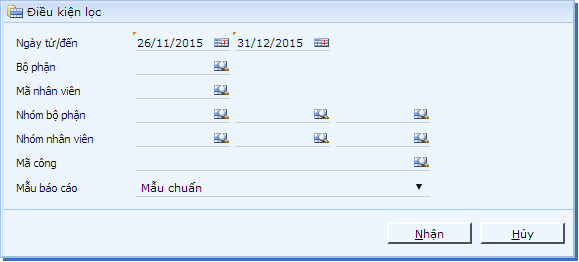 Điều kiện lọc
Ngày từ/đến 26/11/2015 31/12/2015
Bộ phận
Mã nhân viên
Nhóm bộ phận
Nhóm nhân viên
Mã công
Mẫu báo cáo Mẫu chuẩn
Nhận Hủy